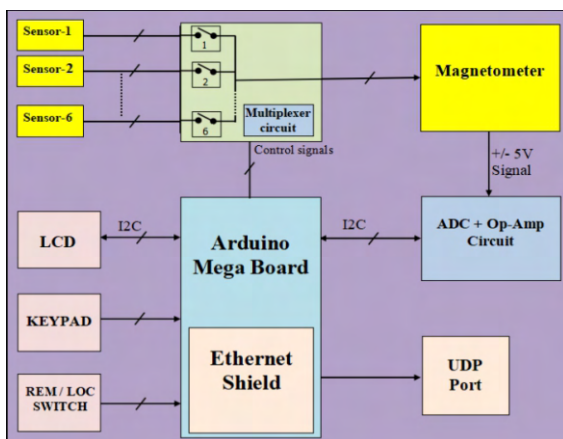 Sensor-1
Sensor-2
Sensor-6
1
2
6
Multiplexer
circuit
Magnetometer
Control signals
+/- 5V
Signal
LCD
I2C
Arduino
Mega Board
I2C
ADC + Op-Amp
Circuit
KEYPAD
Ethernet
Shield
UDP
Port
REM / LOC
SWITCH